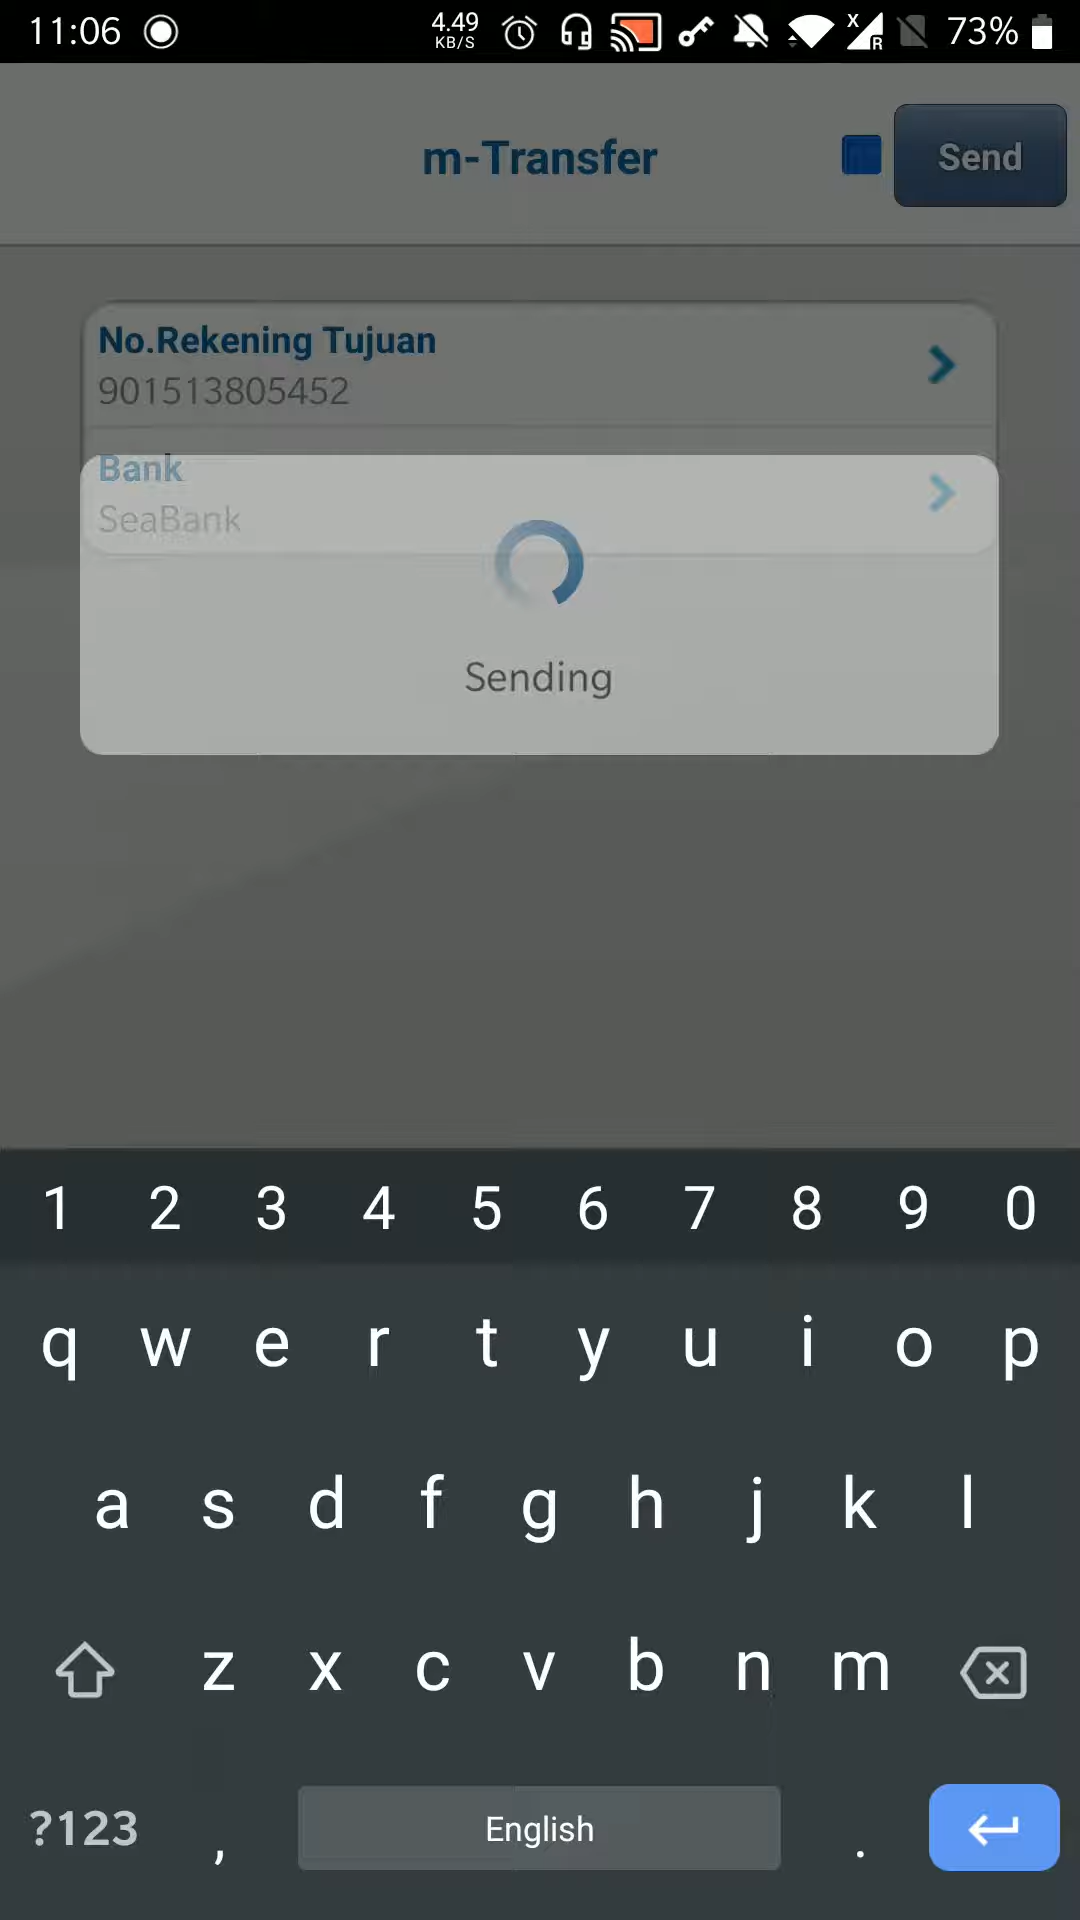 11:06
4.49
KB/S
X
R
73%
m-Transfer
Send
No.Rekening Tujuan
901513805452
Bank
SeaBank
Sending
1 2 3 4 5 6 7 8 9 0
q w e r t y u i o p
a s d f g h j k l
z x c v b n m
?123 , English .